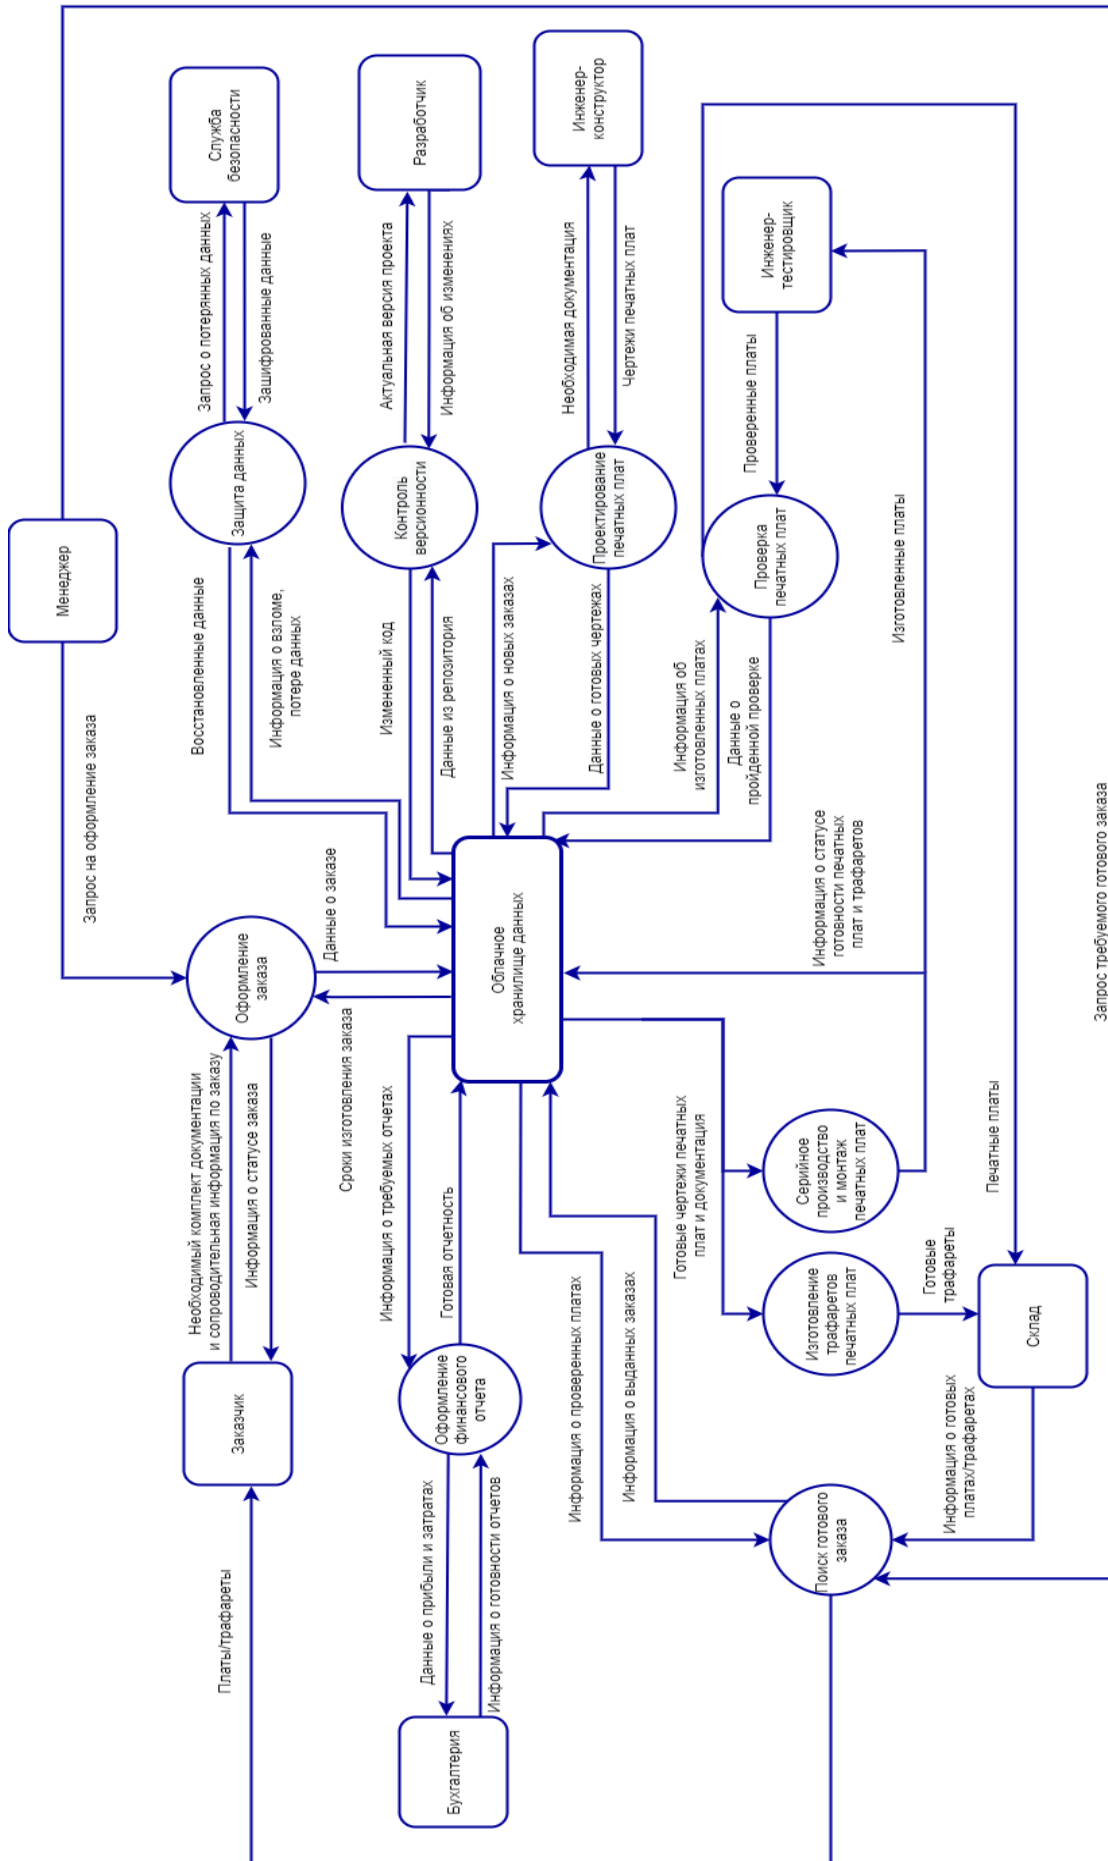 Менеджер
Запрос на оформление заказа
Служба
безопасности
Запрос о потерянных данных
Зашифрованные данные
Защита данных
Восстановленные данные
Информация о взломе,
потере данных
Разработчик
Актуальная версия проекта
Информация об изменениях
Контроль
версионности
Измененный код
Данные из репозитория
Инженер-
конструктор
Необходимая документация
Чертежи печатных плат
Проектирование
печатных плат
Информация о новых заказах
Данные о готовых чертежах
Инженер-
тестировщик
Проверенные платы
Проверка
печатных плат
Информация об
изготовленных платах
Данные о
пройденной проверке
Изготовленные платы
Оформление
заказа
Данные о заказе
Сроки изготовления заказа
Необходимый комплект документации
и сопроводительная информация по заказу
Информация о статусе заказа
Заказчик
Платы/трафареты
Облачное
хранилище данных
Информация о статусе
готовности печатных
плат и трафаретов
Информация о требуемых отчетах
Готовая отчетность
Оформление
финансового
отчета
Данные о прибыли и затратах
Информация о готовности отчетов
Бухгалтерия
Готовые чертежи печатных
плат и документация
Серийное
производство
и монтаж
печатных плат
Изготовление
трафаретов
печатных плат
Готовые
трафареты
Печатные платы
Склад
Информация о готовых
платах/трафаретах
Информация о проверенных платах
Информация о выданных заказах
Поиск готового
заказа
Запрос требуемого готового заказа